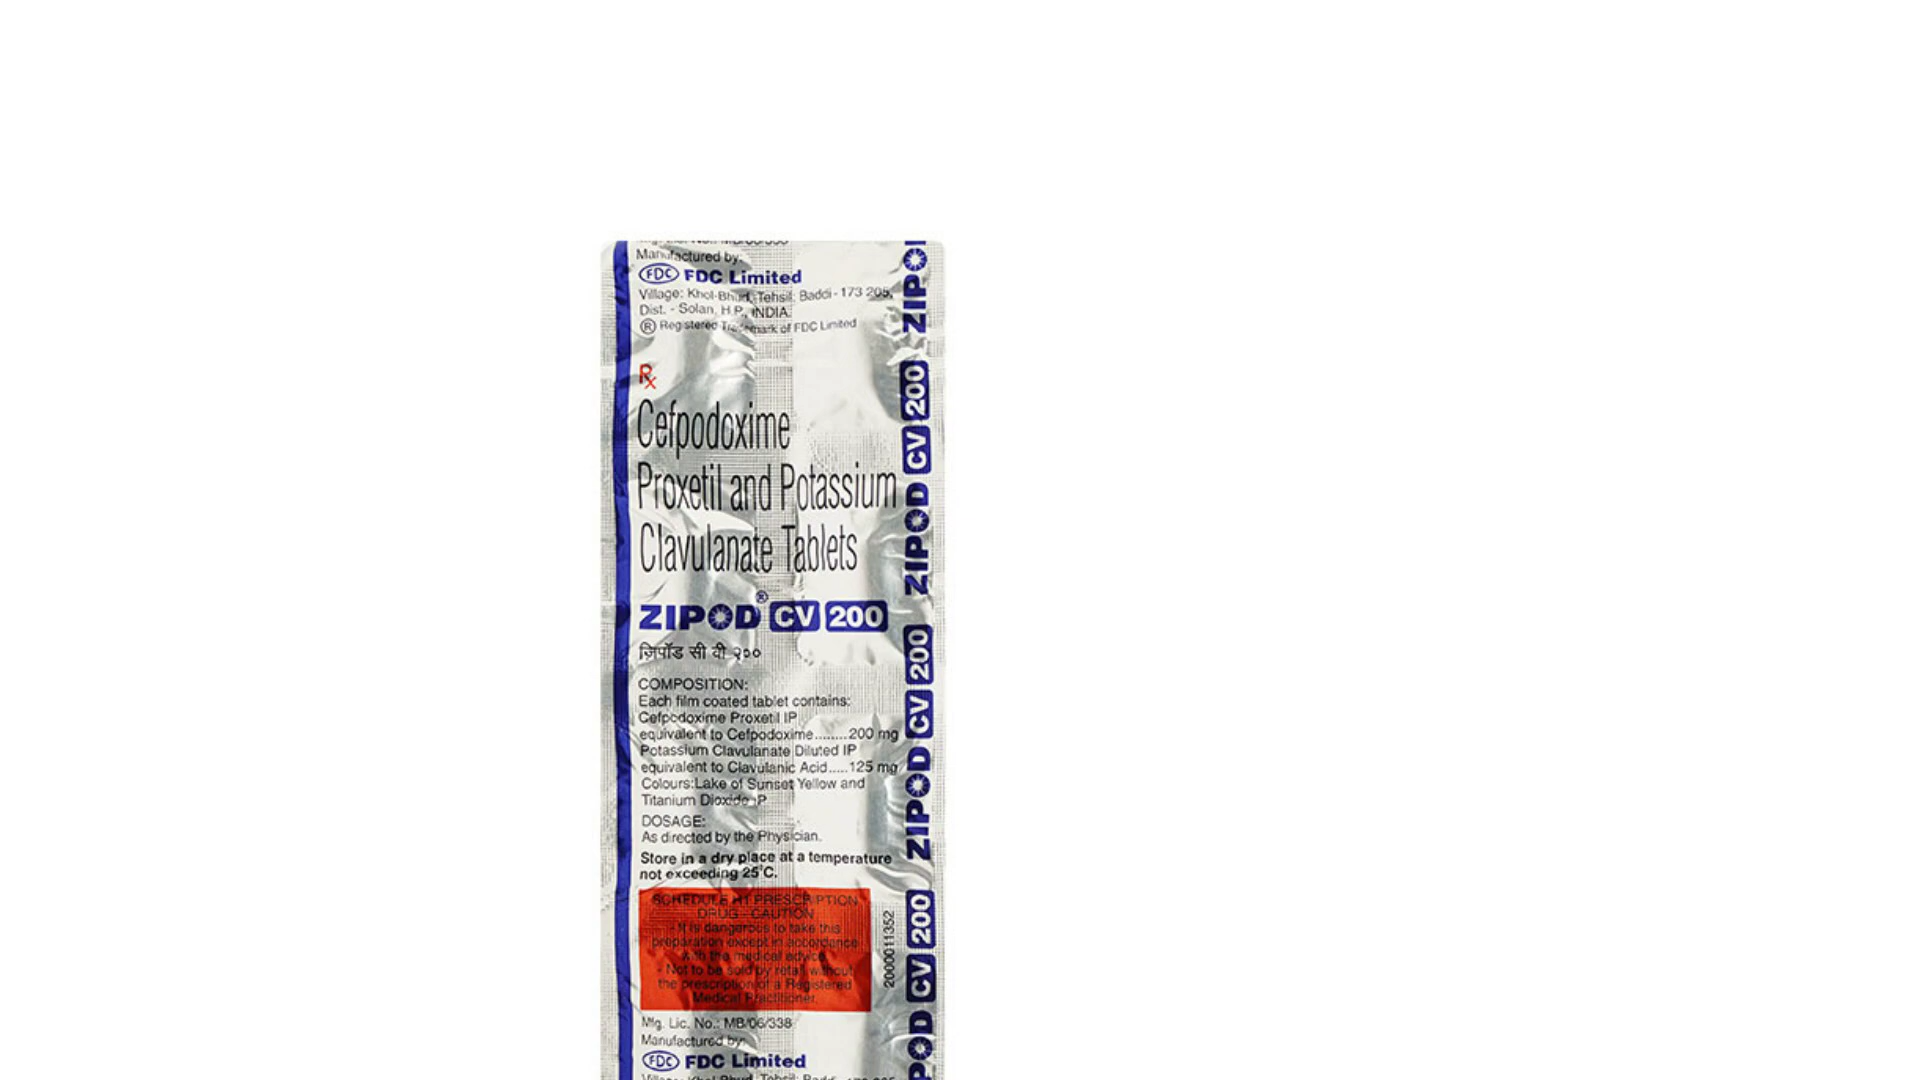 Manufactured by:
FDC FDC Limited
Village: Khol-Bhud, Tehsil: Baddi - 173 205,
Dist. - Solan, H.P., INDIA.
® Registered Trademark of FDC Limited
Rx
Cefpodoxime
Proxetil and Potassium
Clavulanate Tablets
ZIPOD® CV 200
ज़िपॉड सी वी २००
COMPOSITION:
Each film coated tablet contains:
Cefpodoxime Proxetil IP
equivalent to Cefpodoxime........200 mg
Potassium Clavulanate Diluted IP
equivalent to Clavulanic Acid.....125 mg
Colours:Lake of Sunset Yellow and
Titanium Dioxide IP
DOSAGE:
As directed by the Physician.
Store in a dry place at a temperature
not exceeding 25°C.
SCHEDULE H1 PRESCRIPTION
DRUG - CAUTION
- It is dangerous to take this
preparation except in accordance
with the medical advice.
- Not to be sold by retail without
the prescription of a Registered
Medical Practitioner.
Mfg. Lic. No.: MB/06/338
Manufactured by:
FDC FDC Limited
2000011352
ZIPOD CV 200
ZIPOD CV 200
ZIPOD CV 200